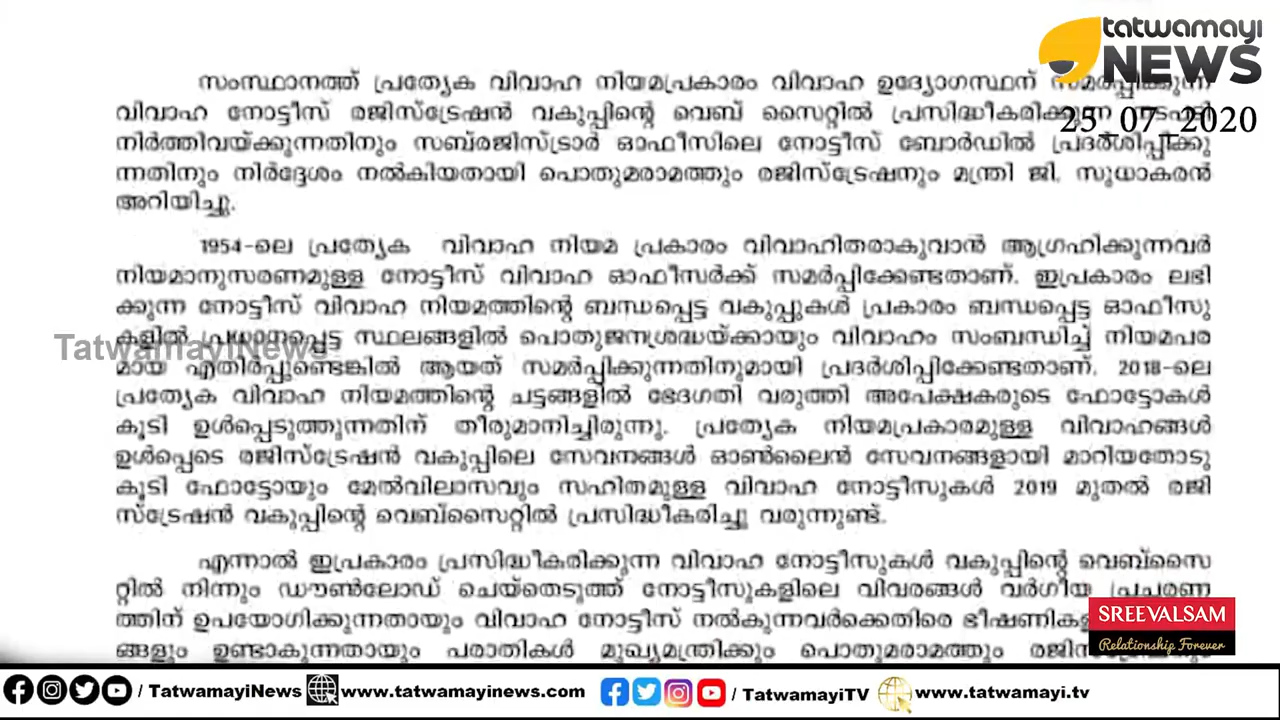 tatwamayi
NEWS
25_07_2020
സംസ്ഥാനത്ത് പ്രത്യേക വിവാഹ നിയമപ്രകാരം വിവാഹ ഉദ്യോഗസ്ഥന് സമർപ്പിക്കുന്ന
വിവാഹ നോട്ടീസ് രജിസ്ട്രേഷൻ വകുപ്പിന്റെ വെബ് സൈറ്റിൽ പ്രസിദ്ധീകരിക്കുന്ന
നിർത്തിവയ്ക്കുന്നതിനും സബ്‌രജിസ്ട്രാർ ഓഫീസിലെ നോട്ടീസ് ബോർഡിൽ പ്രദർശിപ്പിക്കു
ന്നതിനും നിർദ്ദേശം നൽകിയതായി പൊതുമരാമത്തും രജിസ്ട്രേഷനും മന്ത്രി ജി. സുധാകരൻ
അറിയിച്ചു.
1954-ലെ പ്രത്യേക വിവാഹ നിയമ പ്രകാരം വിവാഹിതരാകുവാൻ ആഗ്രഹിക്കുന്നവർ
നിയമാനുസരണമുള്ള നോട്ടീസ് വിവാഹ ഓഫീസർക്ക് സമർപ്പിക്കേണ്ടതാണ്. ഇപ്രകാരം ലഭി
ക്കുന്ന നോട്ടീസ് വിവാഹ നിയമത്തിന്റെ ബന്ധപ്പെട്ട വകുപ്പുകൾ പ്രകാരം ബന്ധപ്പെട്ട ഓഫീസു
കളിൽ പ്രധാനപ്പെട്ട സ്ഥലങ്ങളിൽ പൊതുജനശ്രദ്ധയ്ക്കായും വിവാഹം സംബന്ധിച്ച് നിയമപര
TatwamayiNews
മായ എതിർപ്പുണ്ടെങ്കിൽ ആയത് സമർപ്പിക്കുന്നതിനുമായി പ്രദർശിപ്പിക്കേണ്ടതാണ്. 2018-ലെ
പ്രത്യേക വിവാഹ നിയമത്തിന്റെ ചട്ടങ്ങളിൽ ഭേദഗതി വരുത്തി അപേക്ഷകരുടെ ഫോട്ടോകൾ
കൂടി ഉൾപ്പെടുത്തുന്നതിന് തീരുമാനിച്ചിരുന്നു. പ്രത്യേക നിയമപ്രകാരമുള്ള വിവാഹങ്ങൾ
ഉൾപ്പെടെ രജിസ്ട്രേഷൻ വകുപ്പിലെ സേവനങ്ങൾ ഓൺലൈൻ സേവനങ്ങളായി മാറിയതോടു
കൂടി ഫോട്ടോയും മേൽവിലാസവും സഹിതമുള്ള വിവാഹ നോട്ടീസുകൾ 2019 മുതൽ രജി
സ്ട്രേഷൻ വകുപ്പിന്റെ വെബ്സൈറ്റിൽ പ്രസിദ്ധീകരിച്ചു വരുന്നുണ്ട്.
എന്നാൽ ഇപ്രകാരം പ്രസിദ്ധീകരിക്കുന്ന വിവാഹ നോട്ടീസുകൾ വകുപ്പിന്റെ വെബ്സൈ
റ്റിൽ നിന്നും ഡൗൺലോഡ് ചെയ്തെടുത്ത് നോട്ടീസുകളിലെ വിവരങ്ങൾ വർഗീയ പ്രചരണ
ത്തിന് ഉപയോഗിക്കുന്നതായും വിവാഹ നോട്ടീസ് നൽകുന്നവർക്കെതിരെ ഭീഷണിക
ങ്ങളും ഉണ്ടാകുന്നതായും പരാതികൾ മുഖ്യമന്ത്രിക്കും പൊതുമരാമത്തും
SREEVALSAM
Relationship Forever
/ TatwamayiNews www.tatwamayinews.com / TatwamayiTV www.tatwamayi.tv